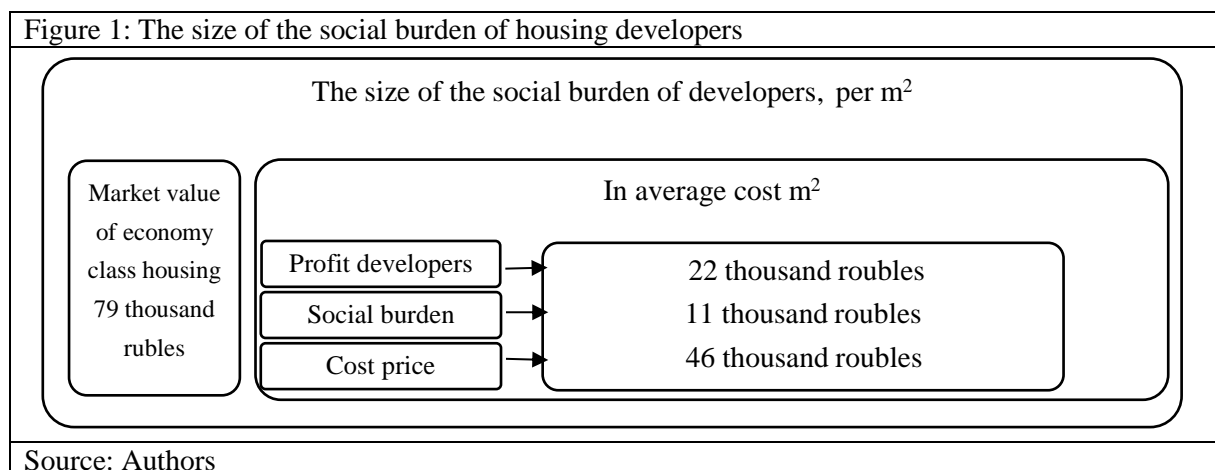 Figure 1: The size of the social burden of housing developers
The size of the social burden of developers, per m²
Market value
of economy
class housing
79 thousand
rubles
In average cost m²
Profit developers
22 thousand roubles
Social burden
11 thousand roubles
Cost price
46 thousand roubles
Source: Authors